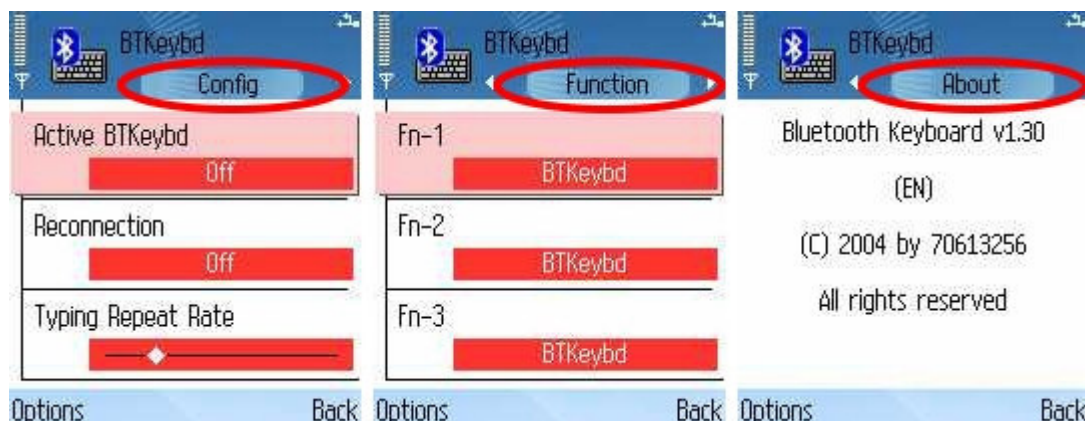 BTKeybd
Config
Active BTKeybd
Off
Reconnection
Off
Typing Repeat Rate
Options Back
BTKeybd
Function
Fn-1
BTKeybd
Fn-2
BTKeybd
Fn-3
BTKeybd
Options Back
BTKeybd
About
Bluetooth Keyboard v1.30
(EN)
(C) 2004 by 70613256
All rights reserved
Options Back